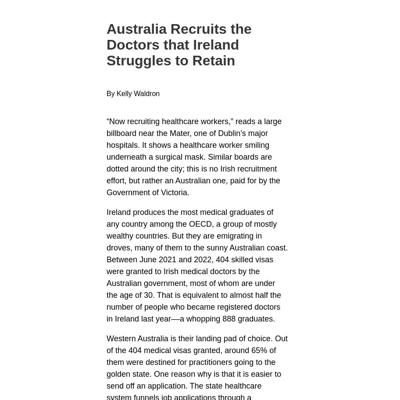 Australia Recruits the
Doctors that Ireland
Struggles to Retain
By Kelly Waldron
“Now recruiting healthcare workers,” reads a large
billboard near the Mater, one of Dublin’s major
hospitals. It shows a healthcare worker smiling
underneath a surgical mask. Similar boards are
dotted around the city; this is no Irish recruitment
effort, but rather an Australian one, paid for by the
Government of Victoria.
Ireland produces the most medical graduates of
any country among the OECD, a group of mostly
wealthy countries. But they are emigrating in
droves, many of them to the sunny Australian coast.
Between June 2021 and 2022, 404 skilled visas
were granted to Irish medical doctors by the
Australian government, most of whom are under
the age of 30. That is equivalent to almost half the
number of people who became registered doctors
in Ireland last year—a whopping 888 graduates.
Western Australia is their landing pad of choice. Out
of the 404 medical visas granted, around 65% of
them were destined for practitioners going to the
golden state. One reason why is that it is easier to
send off an application. The state healthcare
system funnels job applications through a